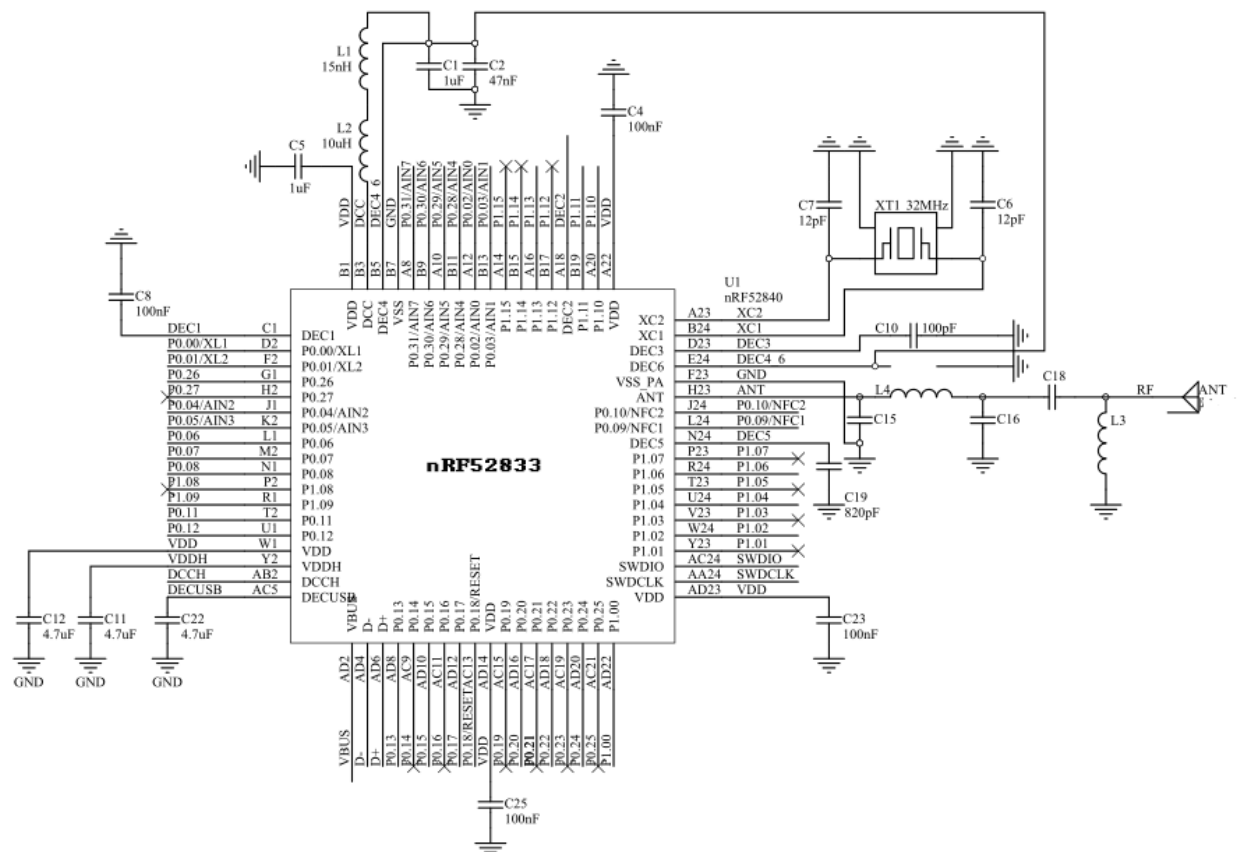 L1
15nH
C1
1uF
C2
47nF
C4
100nF
L2
10uH
C5
1uF
VDD
DCC
DEC4_6
GND
P0.31/AIN7
P0.30/AIN6
P0.29/AIN5
P0.28/AIN4
P0.02/AIN0
P0.03/AIN1
P1.15
P1.14
P1.13
P1.12
DEC2
P1.11
P1.10
VDD
B1
B3
B5
B7
A8
B9
A10
B11
A12
B13
A14
B15
A16
B17
A18
B19
A20
A22
VDD
DCC
DEC4
VSS
P0.31/AIN7
P0.30/AIN6
P0.29/AIN5
P0.28/AIN4
P0.02/AIN0
P0.03/AIN1
P1.15
P1.14
P1.13
P1.12
DEC2
P1.11
P1.10
VDD
C7
12pF
XT1 32MHz
C6
12pF
C8
100nF
U1
nRF52840
DEC1 C1 DEC1
P0.00/XL1 D2 P0.00/XL1
P0.01/XL2 F2 P0.01/XL2
P0.26 G1 P0.26
P0.27 H2 P0.27
P0.04/AIN2 J1 P0.04/AIN2
P0.05/AIN3 K2 P0.05/AIN3
P0.06 L1 P0.06
P0.07 M2 P0.07
P0.08 N1 P0.08
P1.08 P2 P1.08
P1.09 R1 P1.09
P0.11 T2 P0.11
P0.12 U1 P0.12
VDD W1 VDD
VDDH Y2 VDDH
DCCH AB2 DCCH
DECUSB AC5 DECUSB
nRF52833
XC2 A23 XC2
XC1 B24 XC1
DEC3 D23 DEC3
DEC6 E24 DEC4_6
VSS_PA F23 GND
ANT H23 ANT
P0.10/NFC2 J24 P0.10/NFC2
P0.09/NFC1 L24 P0.09/NFC1
DEC5 N24 DEC5
P1.07 P23 P1.07
P1.06 R24 P1.06
P1.05 T23 P1.05
P1.04 U24 P1.04
P1.03 V23 P1.03
P1.02 W24 P1.02
P1.01 Y23 P1.01
SWDIO AC24 SWDIO
SWDCLK AA24 SWDCLK
VDD AD23 VDD
C10 100pF
L4
C18
RF
ANT
C15
C16
L3
C19
820pF
C12
4.7uF
GND
C11
4.7uF
GND
C22
4.7uF
GND
C23
100nF
VBUS
D-
D+
P0.13
P0.14
P0.15
P0.16
P0.17
P0.18/RESET
VDD
P0.19
P0.20
P0.21
P0.22
P0.23
P0.24
P0.25
P1.00
AD2
AD4
AD6
AD8
AC9
AD10
AC11
AD12
AC13
AD14
AC15
AD16
AC17
AD18
AC19
AD20
AC21
AD22
VBUS
D-
D+
P0.13
P0.14
P0.15
P0.16
P0.17
P0.18/RESET
VDD
P0.19
P0.20
P0.21
P0.22
P0.23
P0.24
P0.25
P1.00
C25
100nF